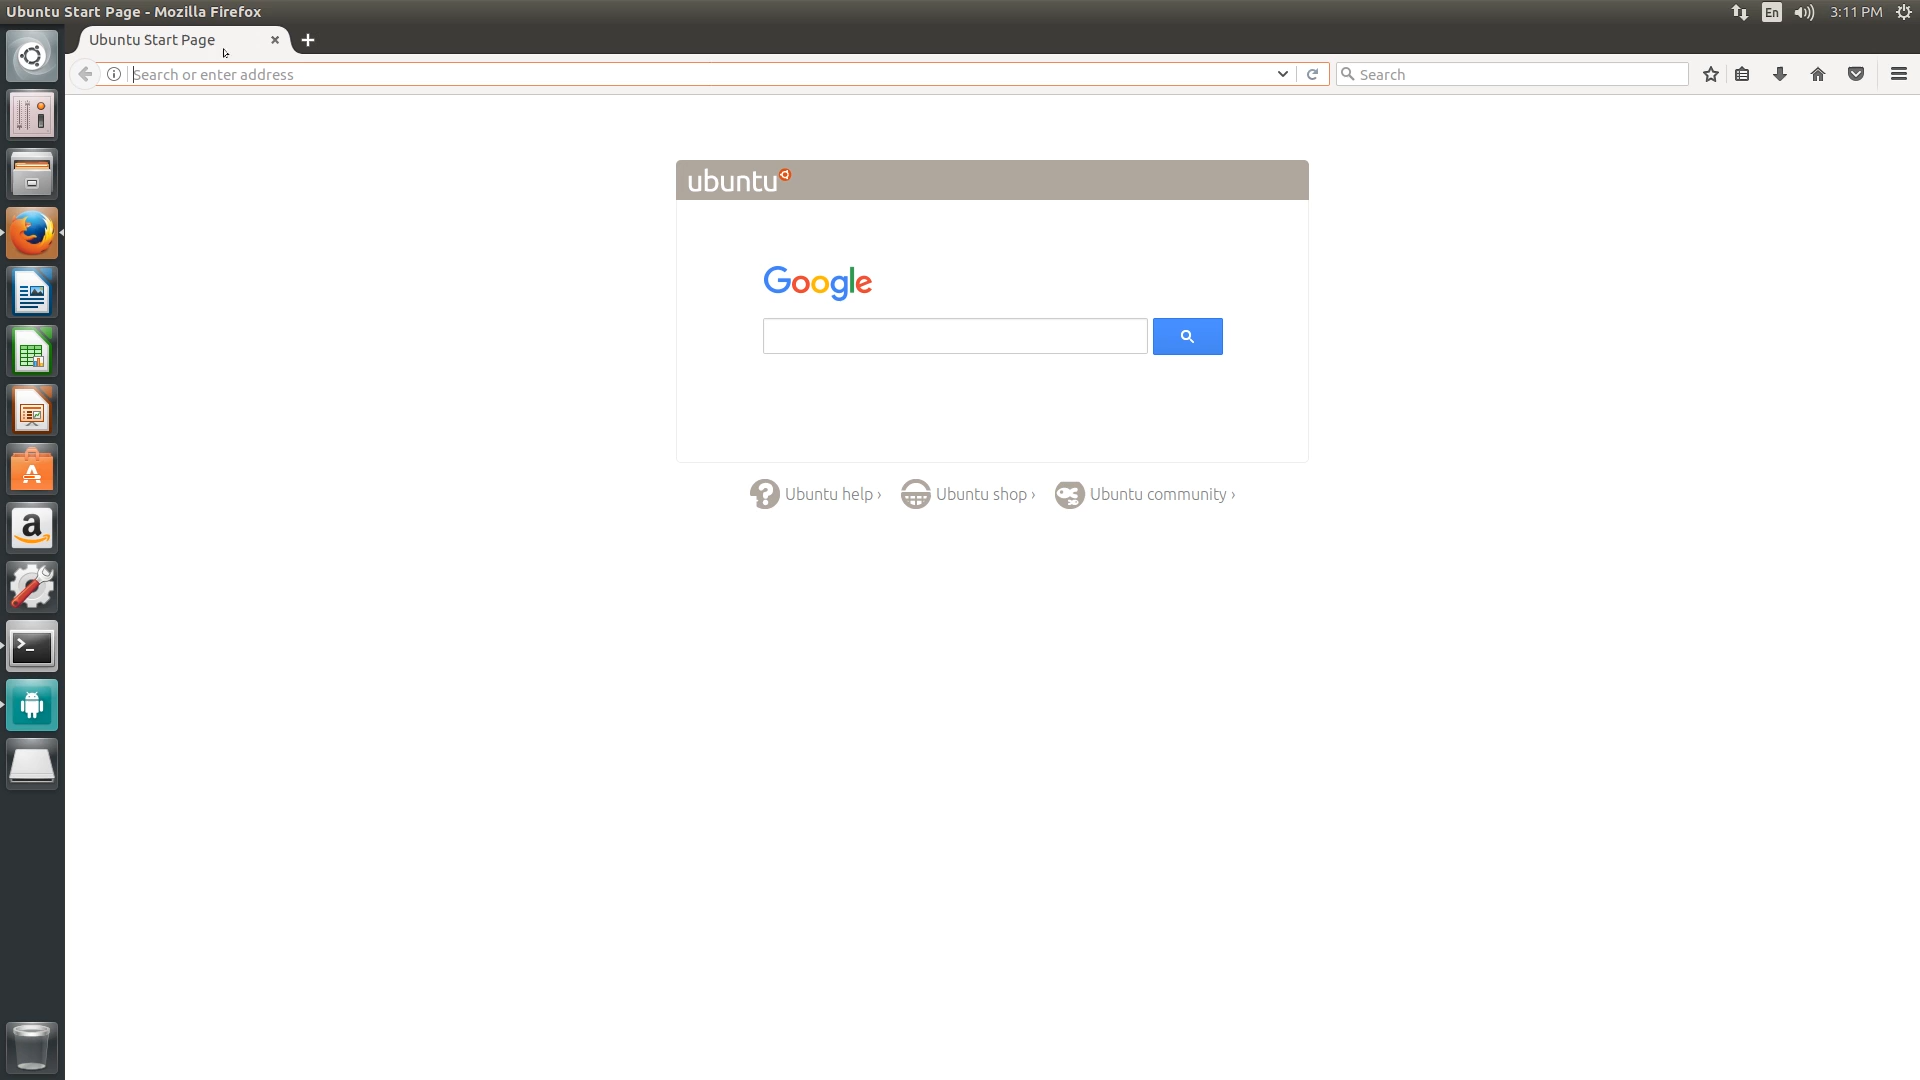 Ubuntu Start Page - Mozilla Firefox
En
3:11 PM
Ubuntu Start Page
Search or enter address
Search
ubuntu
Google
Ubuntu help ›
Ubuntu shop ›
Ubuntu community ›